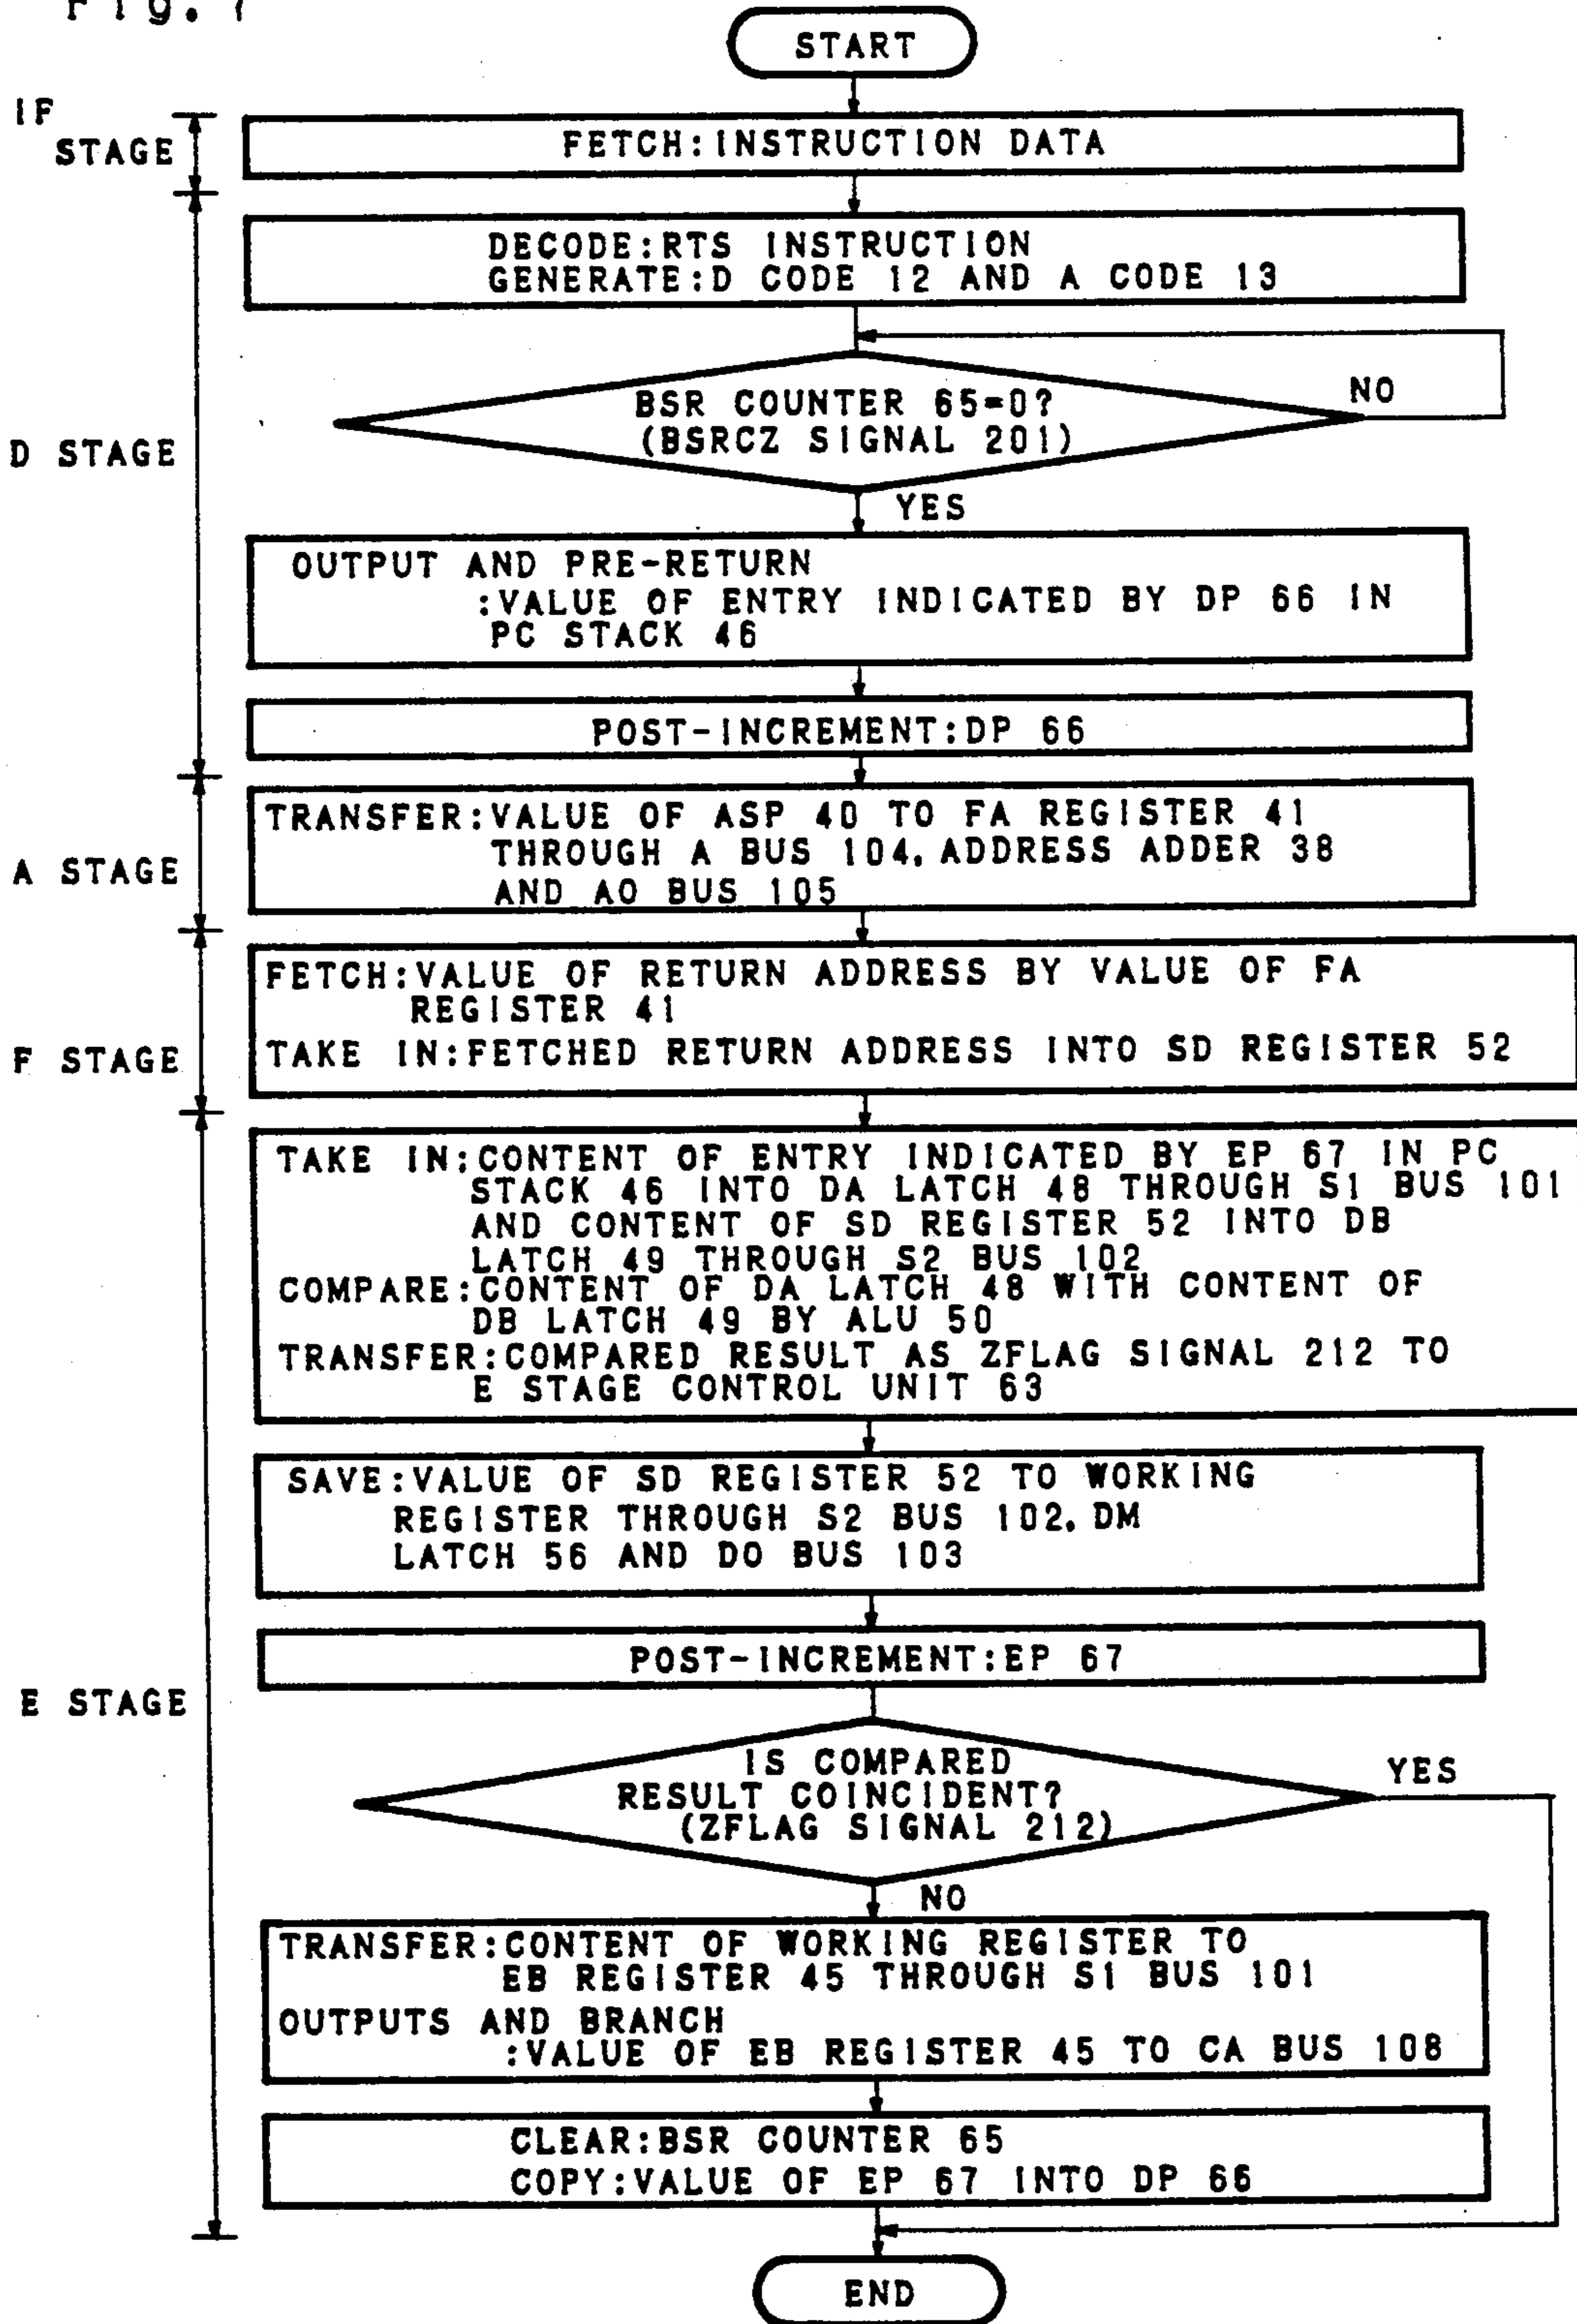 Fig. 7
START
IF
STAGE
FETCH:INSTRUCTION DATA
DECODE:RTS INSTRUCTION
GENERATE:D CODE 12 AND A CODE 13
D STAGE
BSR COUNTER 65=0?
(BSRCZ SIGNAL 201)
NO
YES
OUTPUT AND PRE-RETURN
:VALUE OF ENTRY INDICATED BY DP 66 IN
PC STACK 46
POST-INCREMENT:DP 66
A STAGE
TRANSFER:VALUE OF ASP 40 TO FA REGISTER 41
THROUGH A BUS 104, ADDRESS ADDER 38
AND AO BUS 105
F STAGE
FETCH:VALUE OF RETURN ADDRESS BY VALUE OF FA
REGISTER 41
TAKE IN:FETCHED RETURN ADDRESS INTO SD REGISTER 52
E STAGE
TAKE IN:CONTENT OF ENTRY INDICATED BY EP 67 IN PC
STACK 46 INTO DA LATCH 48 THROUGH S1 BUS 101
AND CONTENT OF SD REGISTER 52 INTO DB
LATCH 49 THROUGH S2 BUS 102
COMPARE:CONTENT OF DA LATCH 48 WITH CONTENT OF
DB LATCH 49 BY ALU 50
TRANSFER:COMPARED RESULT AS ZFLAG SIGNAL 212 TO
E STAGE CONTROL UNIT 63
SAVE:VALUE OF SD REGISTER 52 TO WORKING
REGISTER THROUGH S2 BUS 102, DM
LATCH 56 AND DO BUS 103
POST-INCREMENT:EP 67
IS COMPARED
RESULT COINCIDENT?
(ZFLAG SIGNAL 212)
YES
NO
TRANSFER:CONTENT OF WORKING REGISTER TO
EB REGISTER 45 THROUGH S1 BUS 101
OUTPUTS AND BRANCH
:VALUE OF EB REGISTER 45 TO CA BUS 108
CLEAR:BSR COUNTER 65
COPY:VALUE OF EP 67 INTO DP 66
END